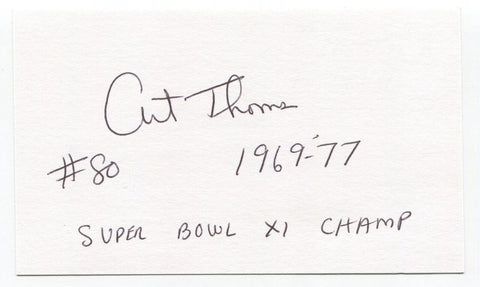 Art Thoms
#80 1969-'77
SUPER BOWL XI CHAMP